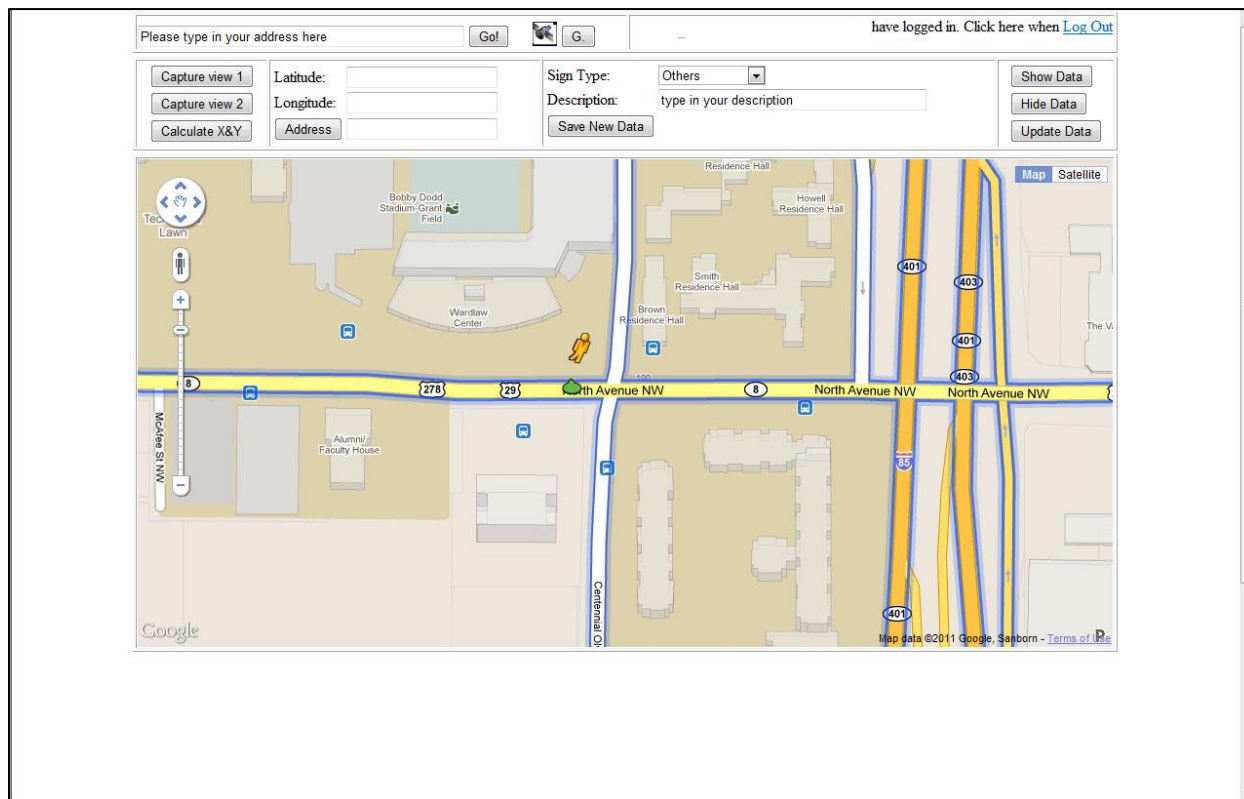 have logged in. Click here when Log Out
Please type in your address here
Go!
G.
Capture view 1
Latitude:
Sign Type:
Others
Show Data
Capture view 2
Longitude:
Description:
type in your description
Hide Data
Calculate X&Y
Address
Save New Data
Update Data
Residence Hall
Map
Satellite
Bobby Dodd
Stadium-Grant
Field
Howell
Residence Hall
Lawn
401
403
Smith
Residence Hall
Wardlaw
Center
Brown
Residence Hall
The
401
403
8
278
29
North Avenue NW
8
North Avenue NW
North Avenue NW
McAfee St NW
Alumni/
Faculty House
85
Centennial
401
Google
Map data ©2011 Google, Sanborn - Terms of Use